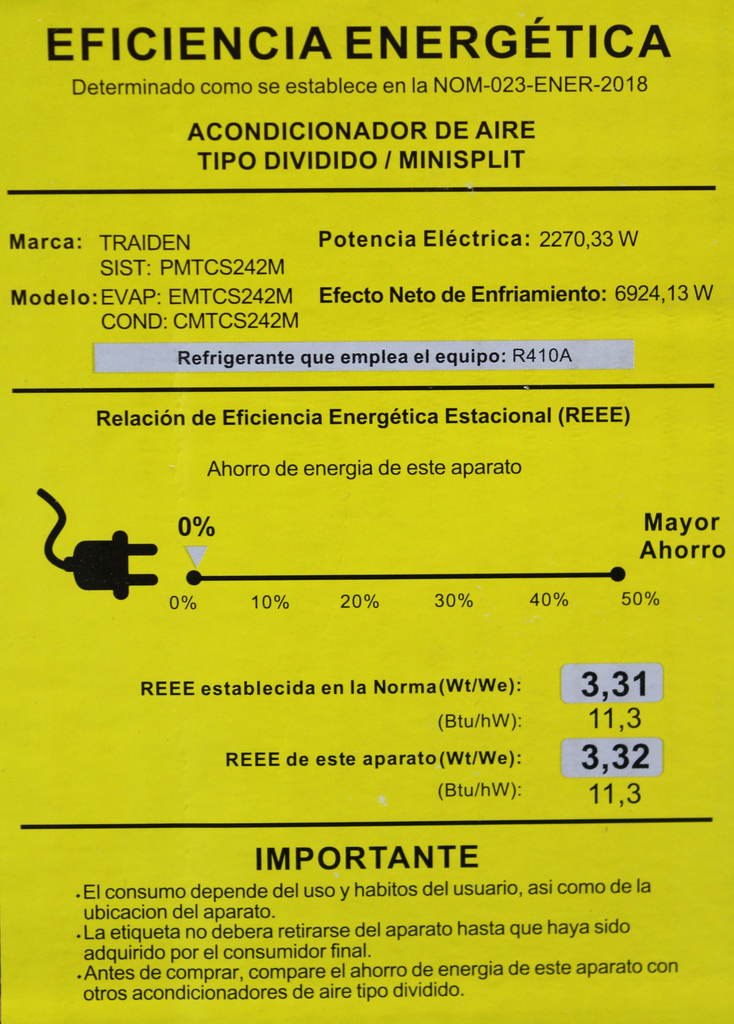 EFICIENCIA ENERGÉTICA
Determinado como se establece en la NOM-023-ENER-2018
ACONDICIONADOR DE AIRE
TIPO DIVIDIDO / MINISPLIT
Marca: TRAIDEN
SIST: PMTCS242M
Modelo: EVAP: EMTCS242M
COND: CMTCS242M
Potencia Eléctrica: 2270,33 W
Efecto Neto de Enfriamiento: 6924,13 W
Refrigerante que emplea el equipo: R410A
Relación de Eficiencia Energética Estacional (REEE)
Ahorro de energia de este aparato
0%
Mayor
Ahorro
0% 10% 20% 30% 40% 50%
REEE establecida en la Norma(Wt/We): 3,31
(Btu/hW): 11,3
REEE de este aparato(Wt/We): 3,32
(Btu/hW): 11,3
IMPORTANTE
.El consumo depende del uso y habitos del usuario, asi como de la
ubicacion del aparato.
.La etiqueta no debera retirarse del aparato hasta que haya sido
adquirido por el consumidor final.
.Antes de comprar, compare el ahorro de energia de este aparato con
otros acondicionadores de aire tipo dividido.